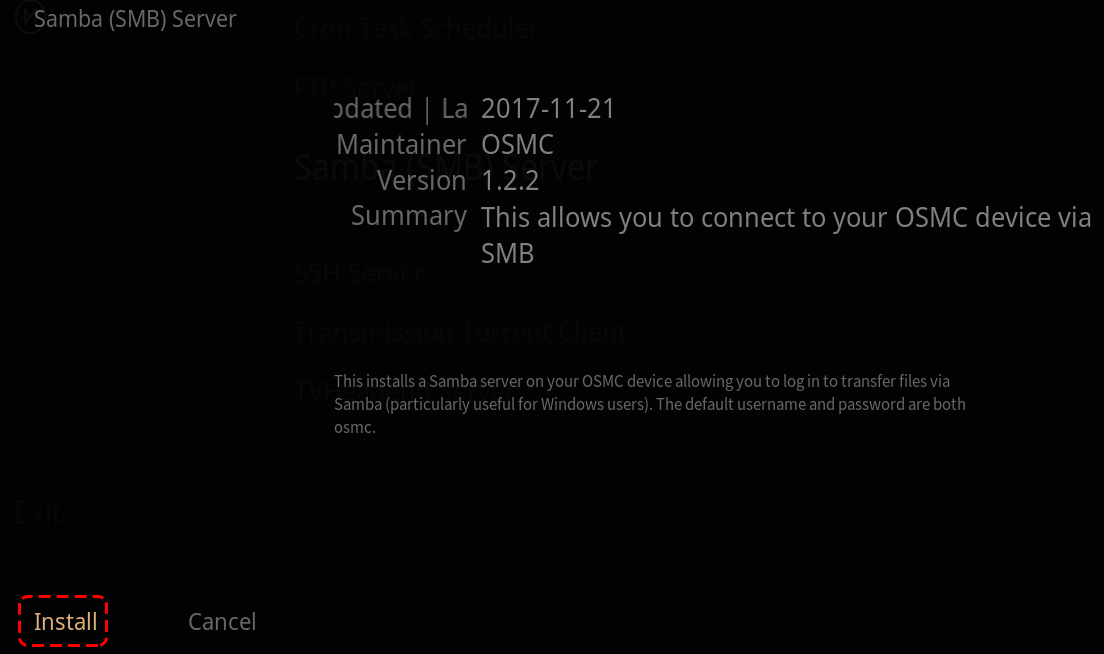 Samba (SMB) Server
Cron Task Scheduler
FTP Server
pdated | La 2017-11-21
Maintainer OSMC
Samba (SMB) Server
Version 1.2.2
Summary This allows you to connect to your OSMC device via
SMB
SSH Server
Transmission Torrent Client
This installs a Samba server on your OSMC device allowing you to log in to transfer files via
Samba (particularly useful for Windows users). The default username and password are both
osmc.
Exit
Install Cancel